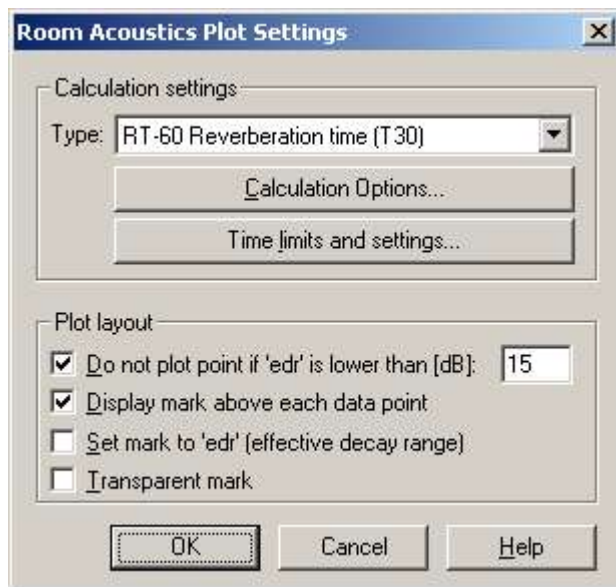 Room Acoustics Plot Settings
Calculation settings
Type: RT-60 Reverberation time (T30)
Calculation Options...
Time limits and settings...
Plot layout
Do not plot point if 'edr' is lower than [dB]: 15
Display mark above each data point
Set mark to 'edr' (effective decay range)
Transparent mark
OK Cancel Help